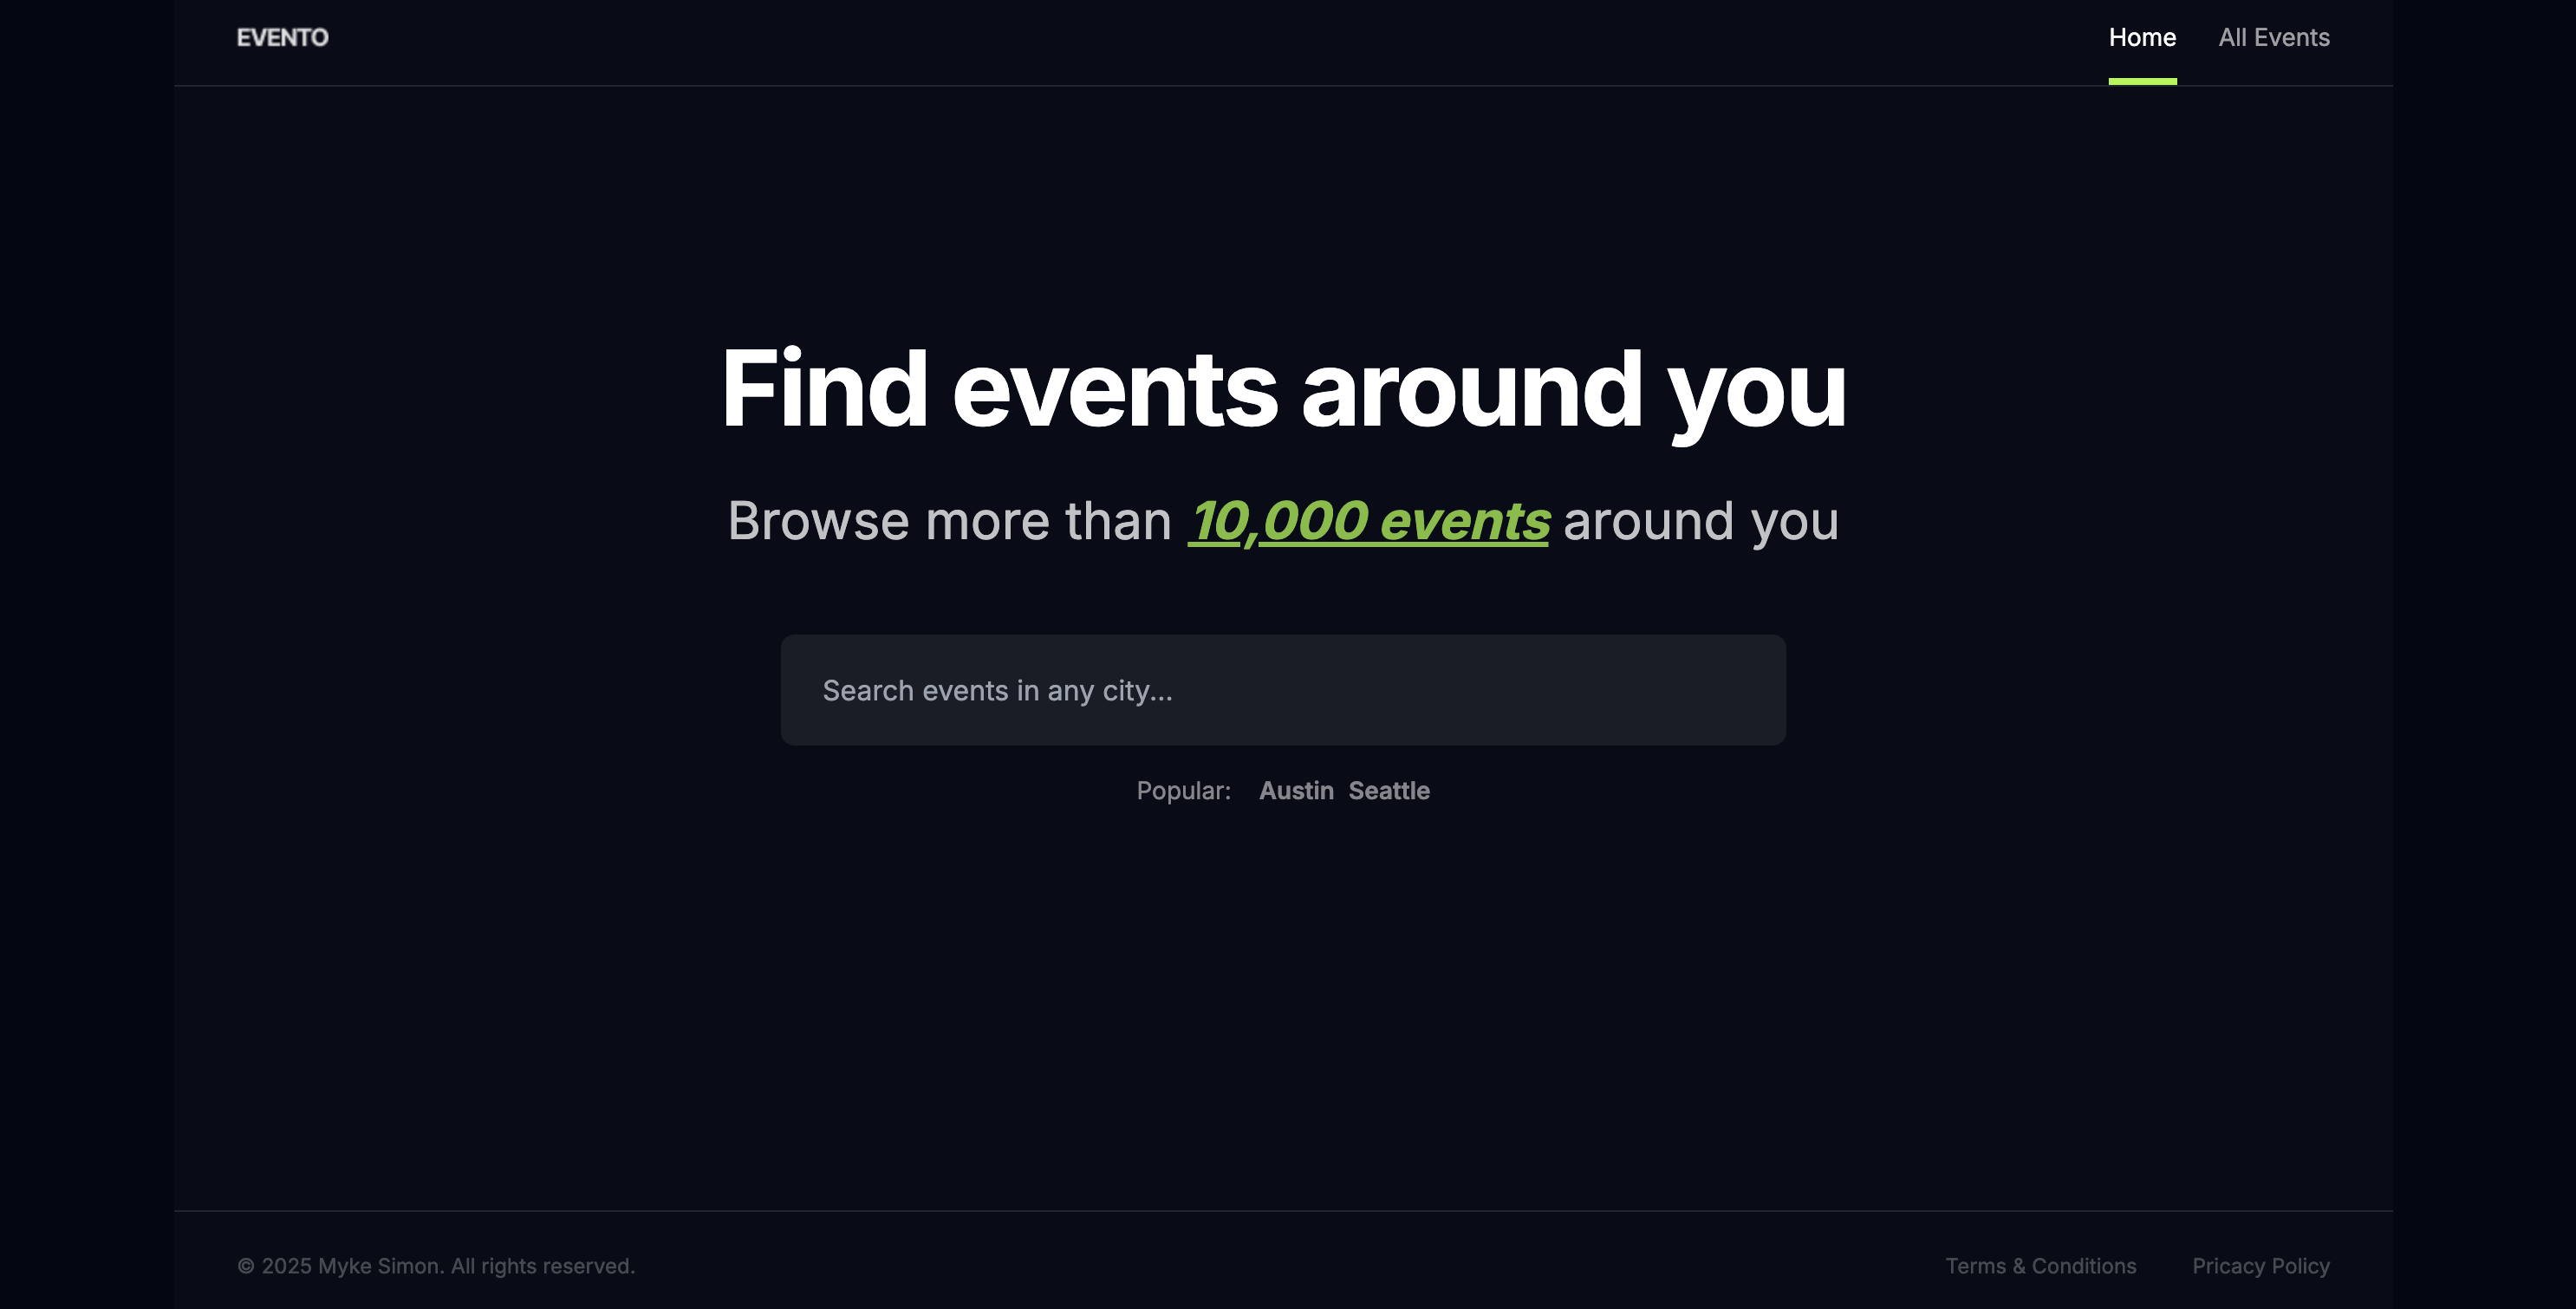 EVENTO
Home All Events
Find events around you
Browse more than 10,000 events around you
Search events in any city...
Popular: Austin Seattle
© 2025 Myke Simon. All rights reserved.
Terms & Conditions Pricacy Policy